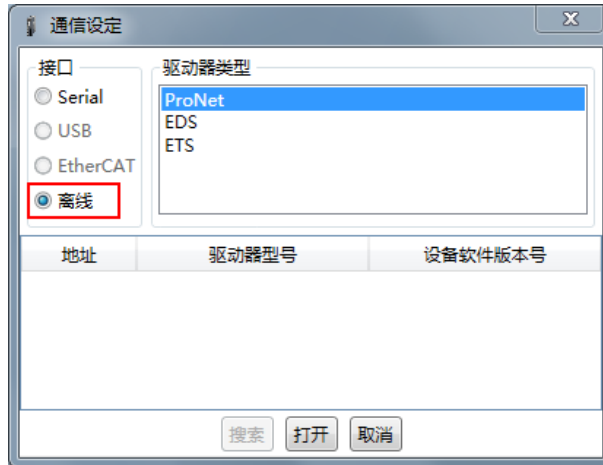 通信设定
接口
Serial
USB
EtherCAT
离线
驱动器类型
ProNet
EDS
ETS
地址 驱动器型号 设备软件版本号
搜索 打开 取消